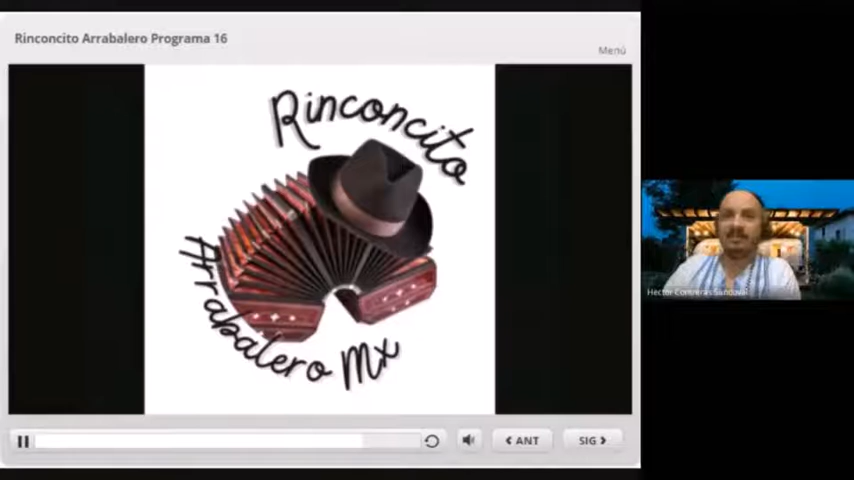 Rinconcito Arrabalero Programa 16
Menú
Rinconcito
Arrabalero Mx
Hector Contreras Sandoval
ANT
SIG